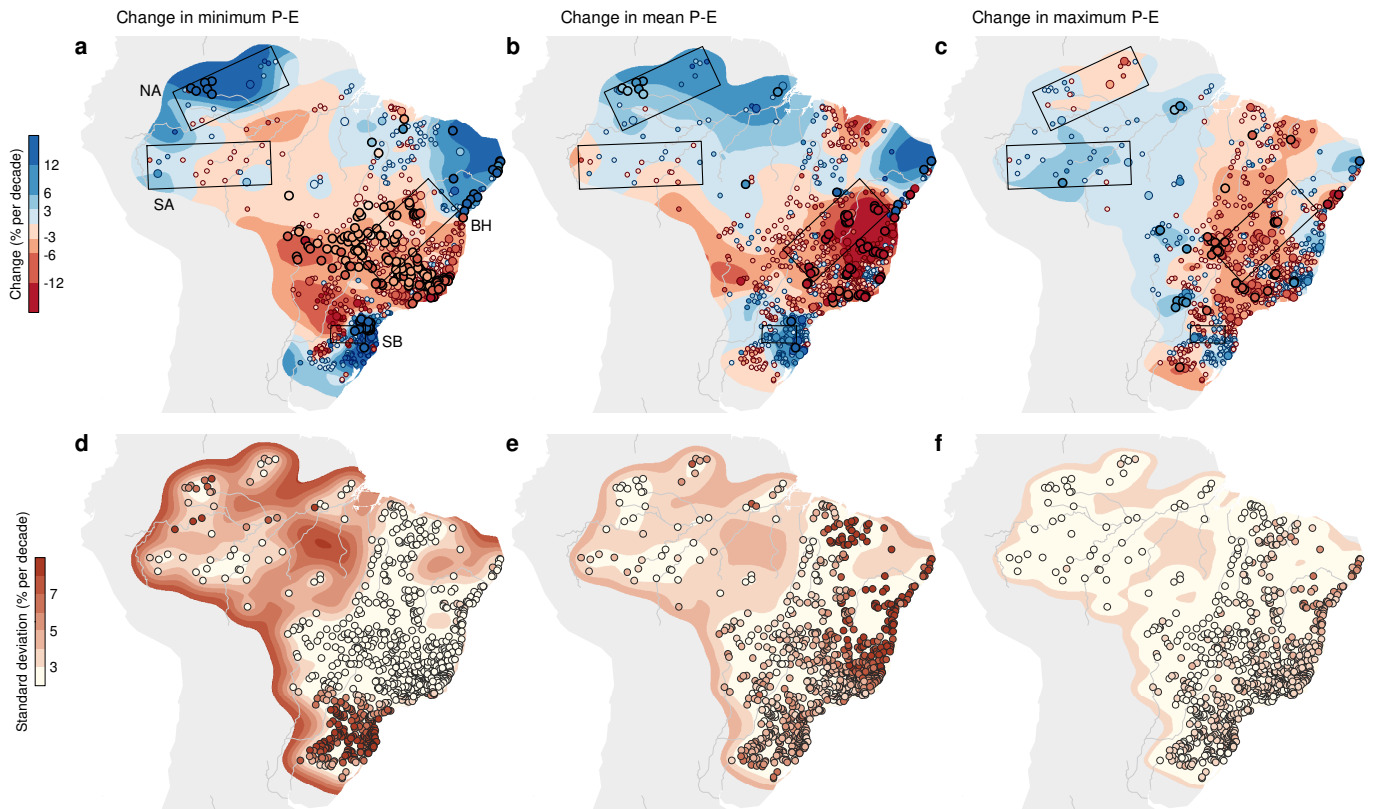 Change in minimum P-E
Change in mean P-E
Change in maximum P-E
a
b
c
NA
SA
BH
SB
Change (% per decade)
12
6
3
-3
-6
-12
d
e
f
Standard deviation (% per decade)
7
5
3